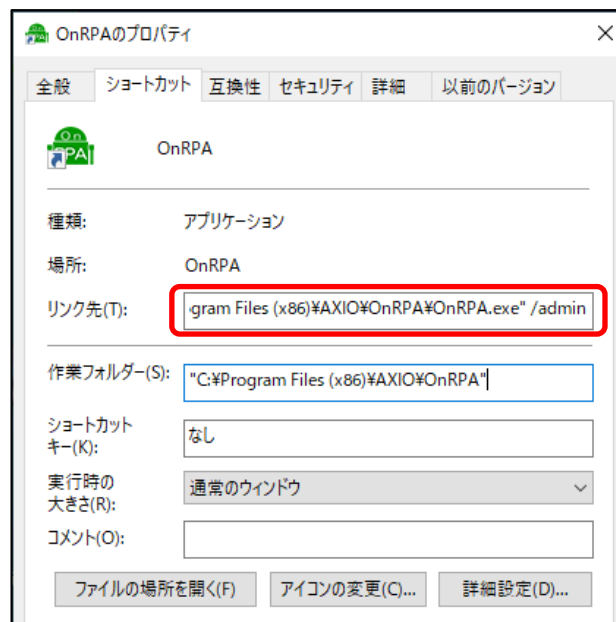 OnRPAのプロパティ
全般 ショートカット 互換性 セキュリティ 詳細 以前のバージョン
On
RPA
OnRPA
種類: アプリケーション
場所: OnRPA
リンク先(T): ogram Files (x86)¥AXIO¥OnRPA¥OnRPA.exe" /admin
作業フォルダー(S): "C:¥Program Files (x86)¥AXIO¥OnRPA"
ショートカット
キー(K): なし
実行時の
大きさ(R): 通常のウィンドウ
コメント(O):
ファイルの場所を開く(F) アイコンの変更(C)... 詳細設定(D)...